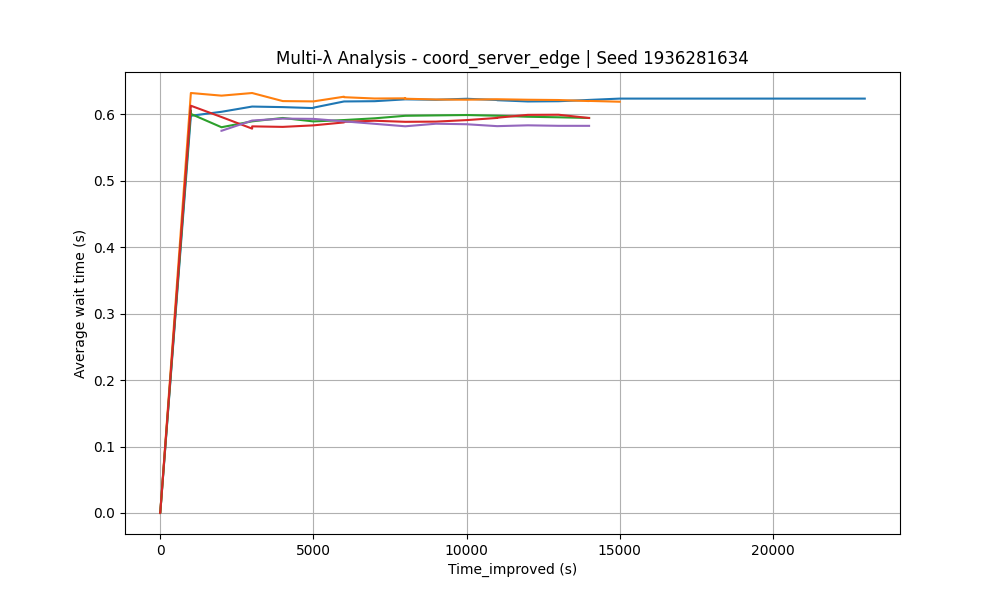 Multi-λ Analysis - coord_server_edge | Seed 1936281634
Average wait time (s)
0.6
0.5
0.4
0.3
0.2
0.1
0.0
0 5000 10000 15000 20000
Time_improved (s)